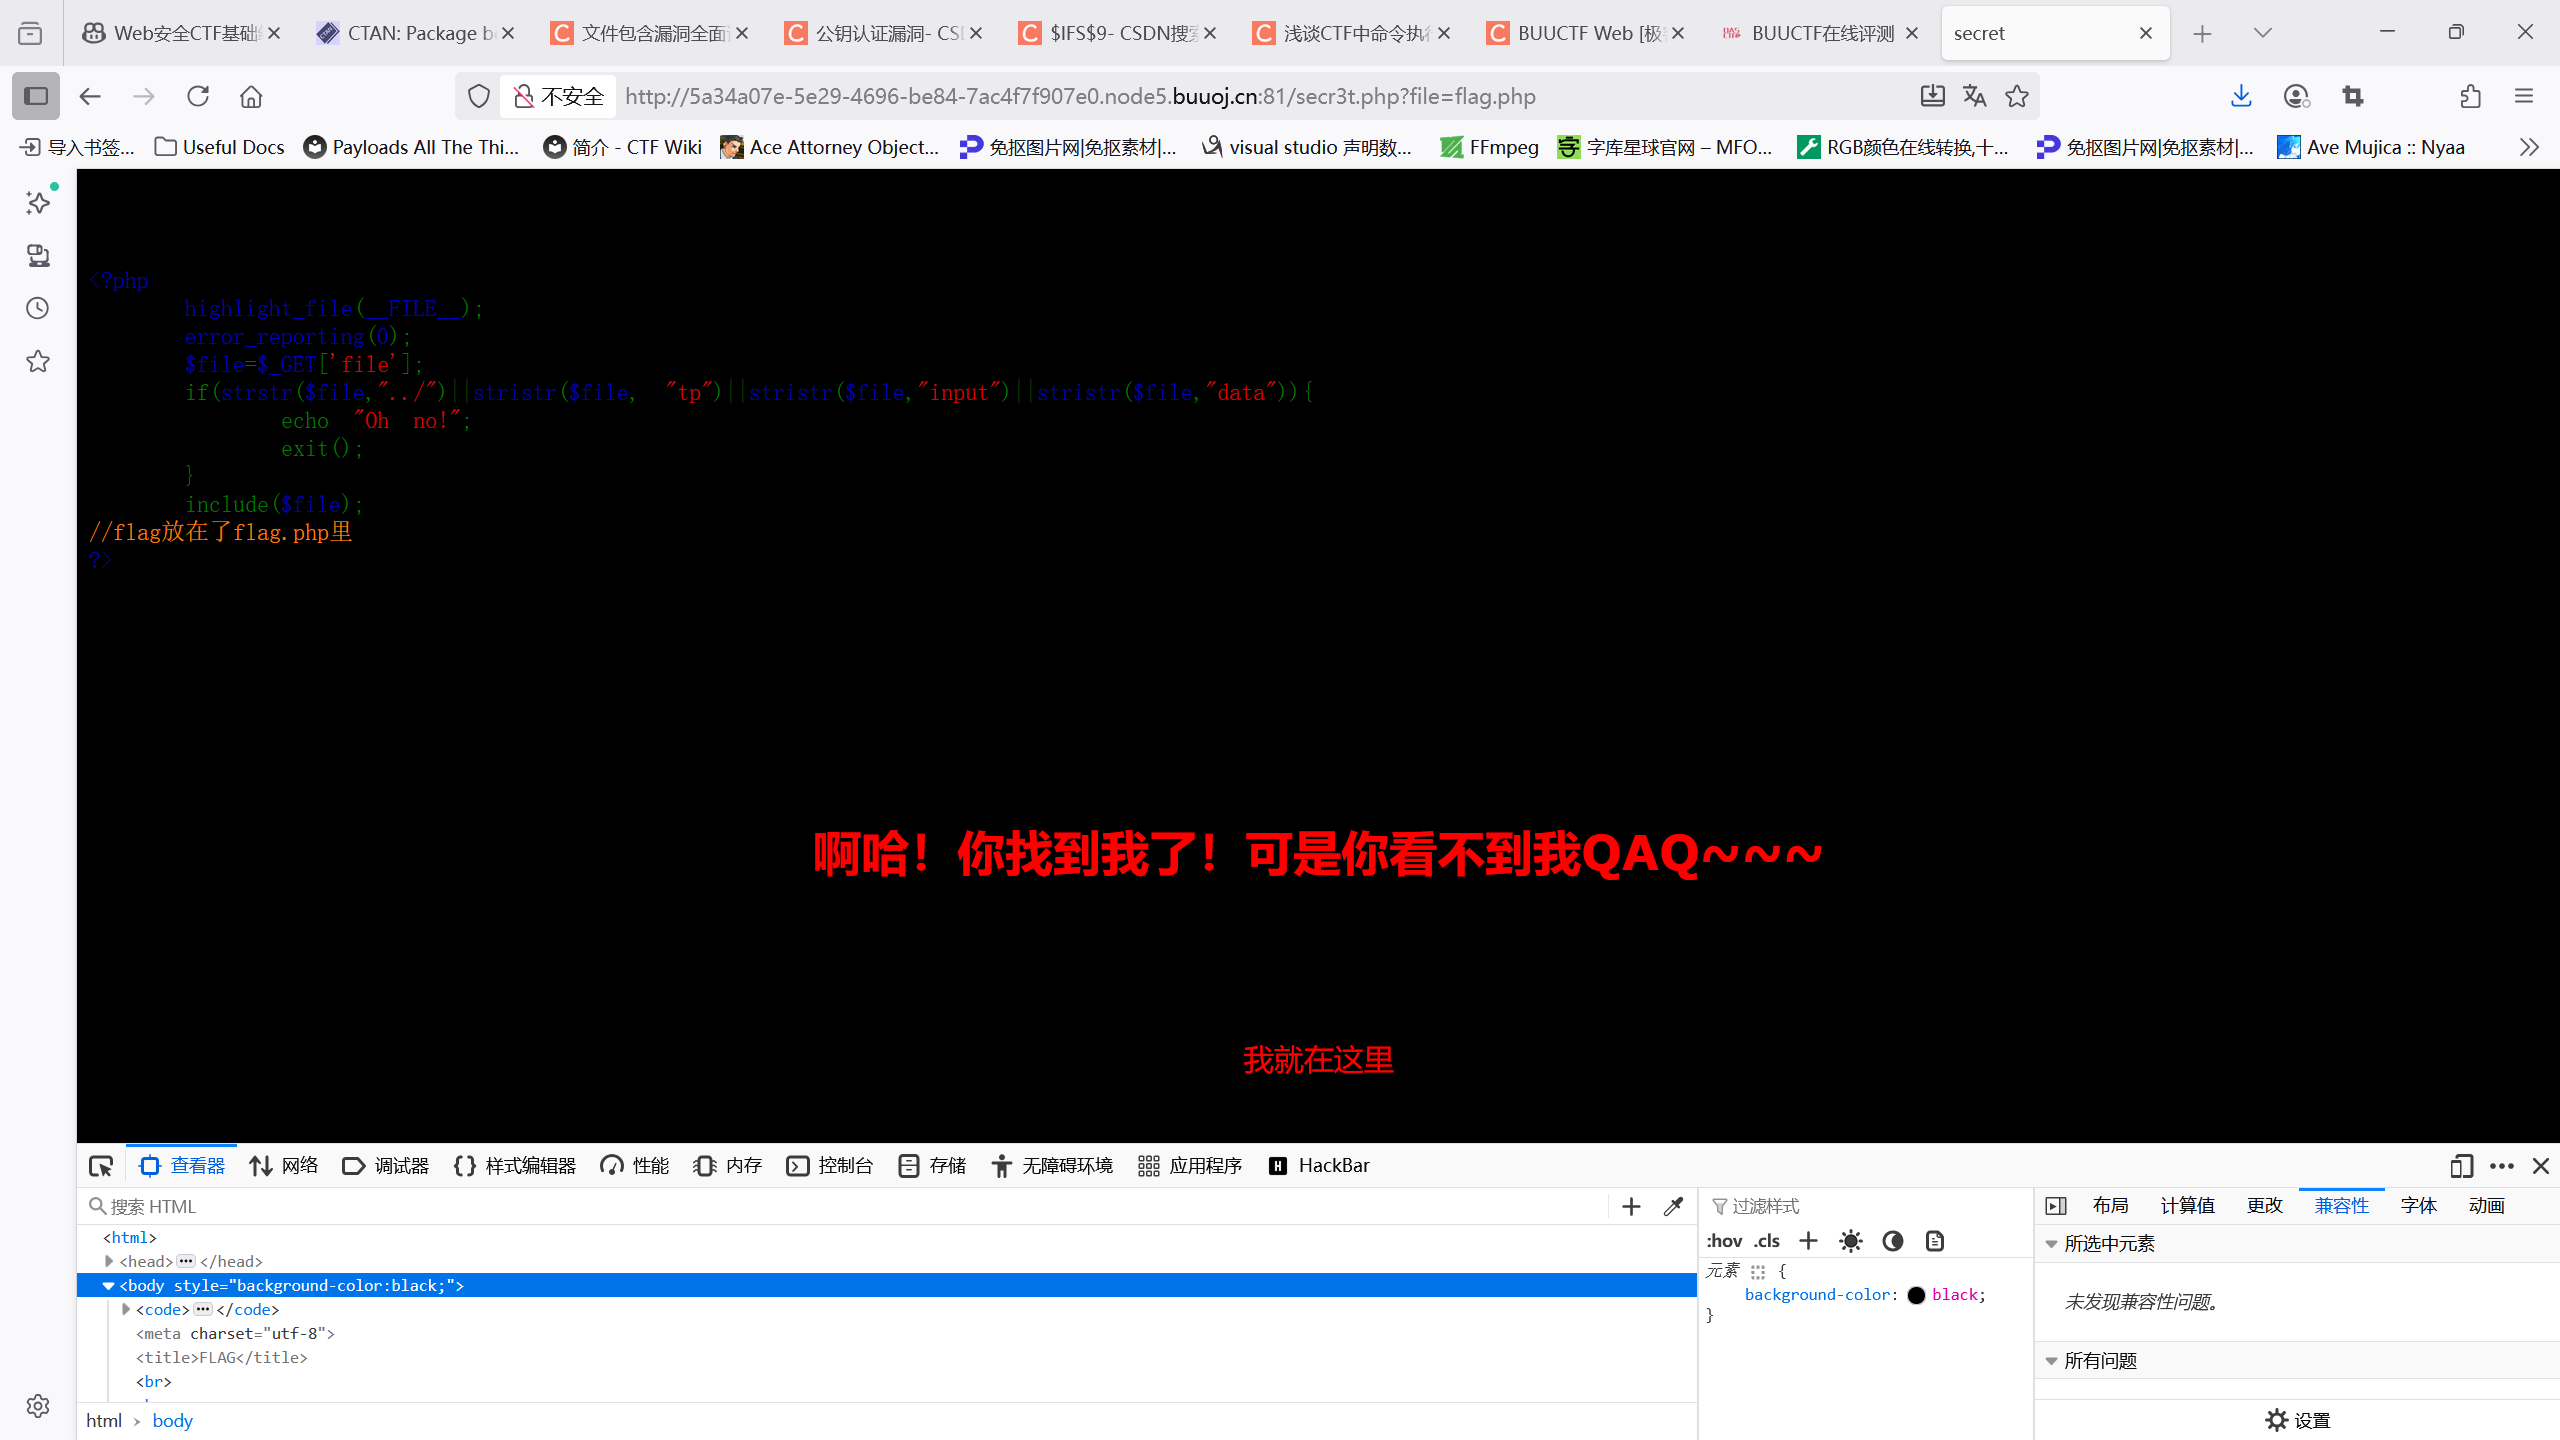 Web安全CTF基础
CTAN: Package b
文件包含漏洞全面
公钥认证漏洞- CS
$IFS$9- CSDN搜
浅谈CTF中命令执行
BUUCTF Web [极
BUUCTF在线评测
secret
不安全
http://5a34a07e-5e29-4696-be84-7ac4f7f907e0.node5.buuoj.cn:81/secr3t.php?file=flag.php
导入书签...
Useful Docs
Payloads All The Thi...
简介 - CTF Wiki
Ace Attorney Object...
免抠图片网|免抠素材|...
visual studio 声明数...
FFmpeg
字库星球官网 – MFO...
RGB颜色在线转换,十...
免抠图片网|免抠素材|...
Ave Mujica :: Nyaa
<?php
highlight_file(__FILE__);
error_reporting(0);
$file=$_GET['file'];
if(strstr($file,"../")||stristr($file, "tp")||stristr($file,"input")||stristr($file,"data")){
echo "Oh no!";
exit();
}
include($file);
//flag放在了flag.php里
?>
啊哈！你找到我了！可是你看不到我QAQ~~~
我就在这里
查看器
网络
调试器
{} 样式编辑器
性能
内存
控制台
存储
无障碍环境
应用程序
HackBar
搜索 HTML
<html>
<head></head>
<body style="background-color:black;">
<code></code>
<meta charset="utf-8">
<title>FLAG</title>
<br>
html › body
过滤样式
:hov .cls
元素 {
background-color: black;
}
布局
计算值
更改
兼容性
字体
动画
所选中元素
未发现兼容性问题。
所有问题
设置